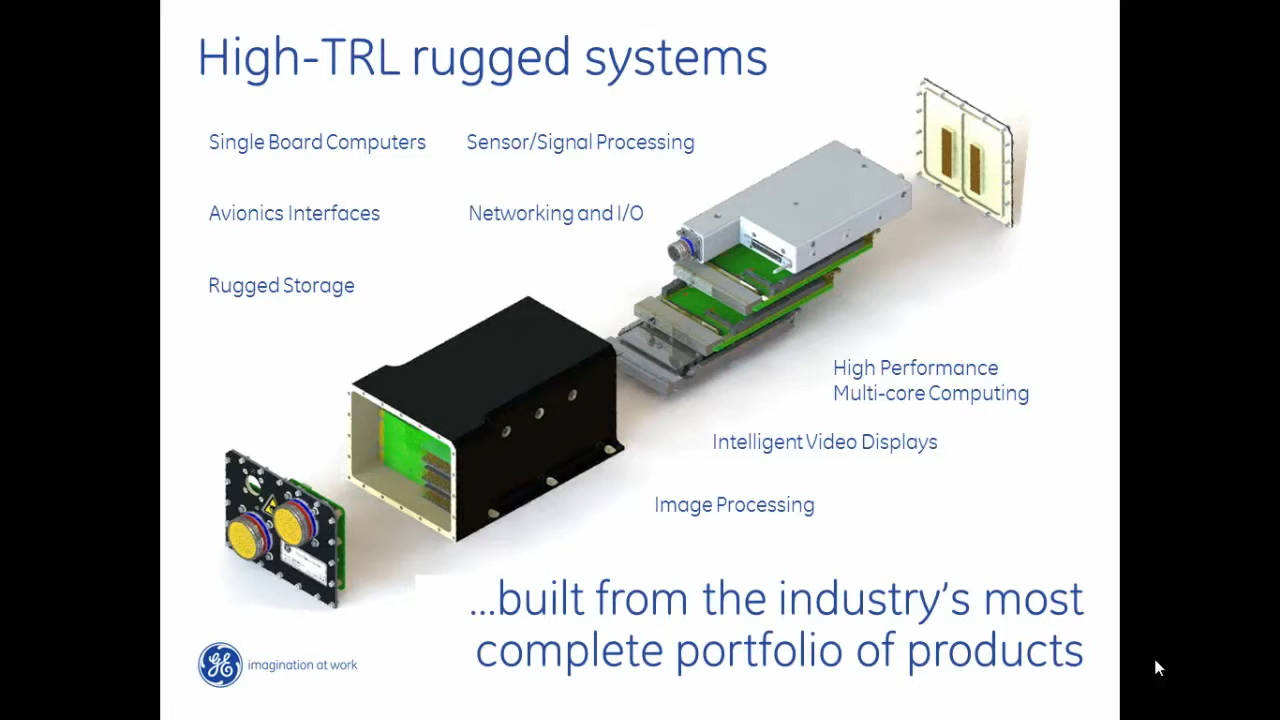 High-TRL rugged systems
Single Board Computers
Sensor/Signal Processing
Avionics Interfaces
Networking and I/O
Rugged Storage
High Performance
Multi-core Computing
Intelligent Video Displays
Image Processing
...built from the industry's most
complete portfolio of products
GE
imagination at work